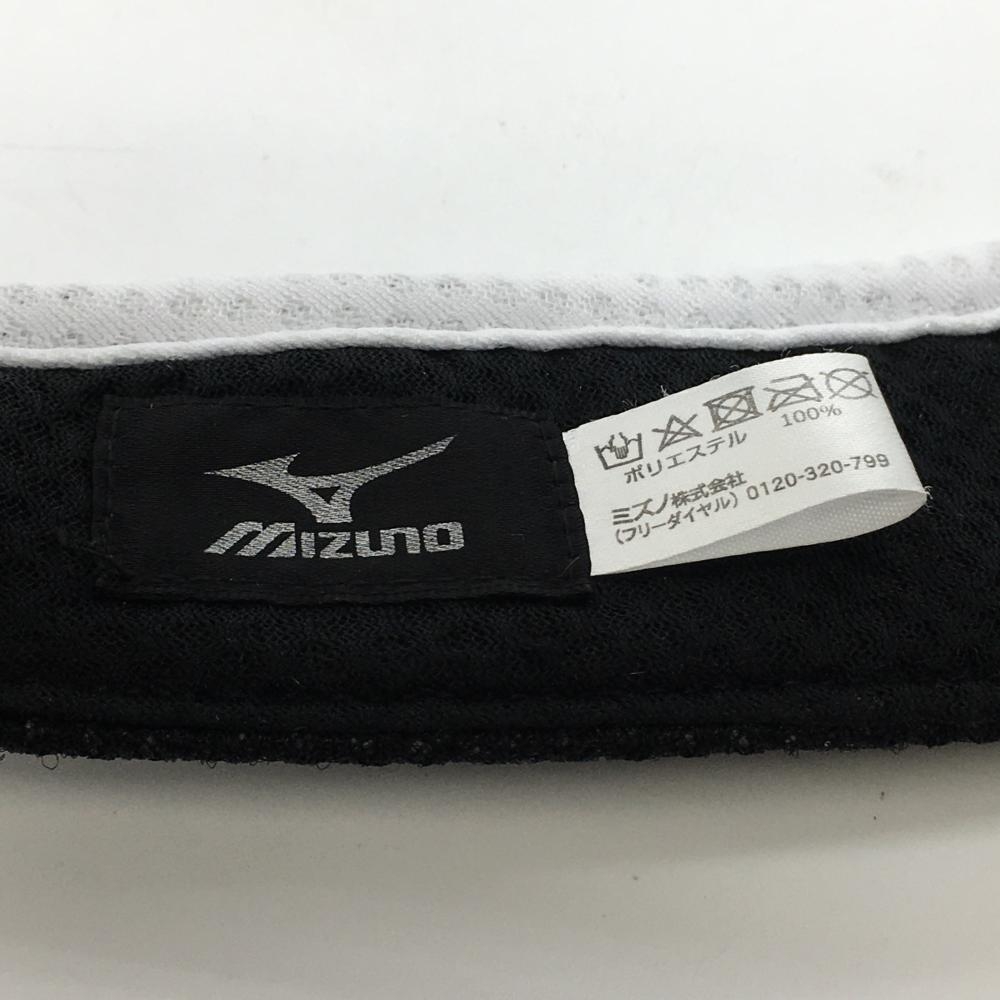 MIZUNO
ポリエステル 100%
ミズノ株式会社
(フリーダイヤル) 0120-320-799